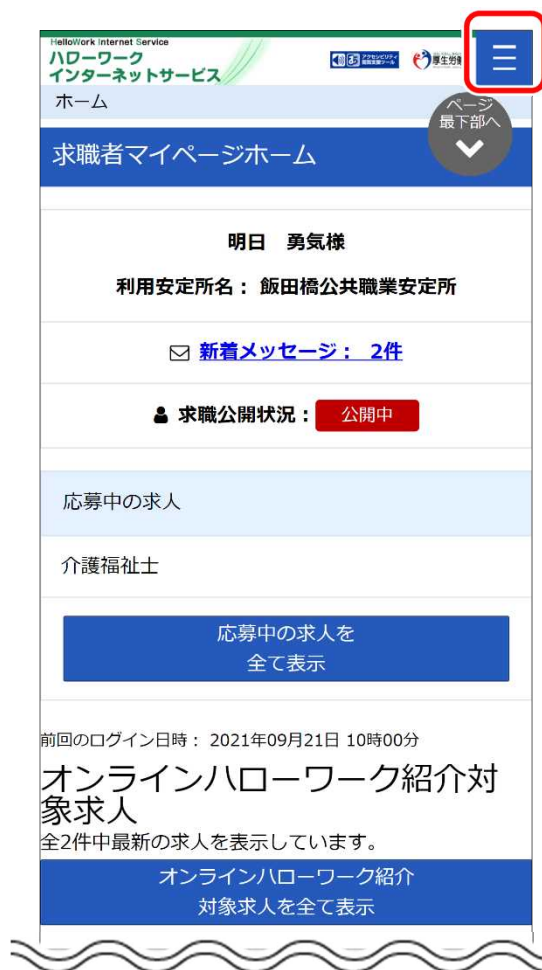 HelloWork Internet Service
ハローワーク
インターネットサービス
厚生労働
ホーム
ページ
最下部へ
求職者マイページホーム
明日　勇気様
利用安定所名： 飯田橋公共職業安定所
新着メッセージ： 2件
求職公開状況： 公開中
応募中の求人
介護福祉士
応募中の求人を
全て表示
前回のログイン日時： 2021年09月21日 10時00分
オンラインハローワーク紹介対
象求人
全2件中最新の求人を表示しています。
オンラインハローワーク紹介
対象求人を全て表示